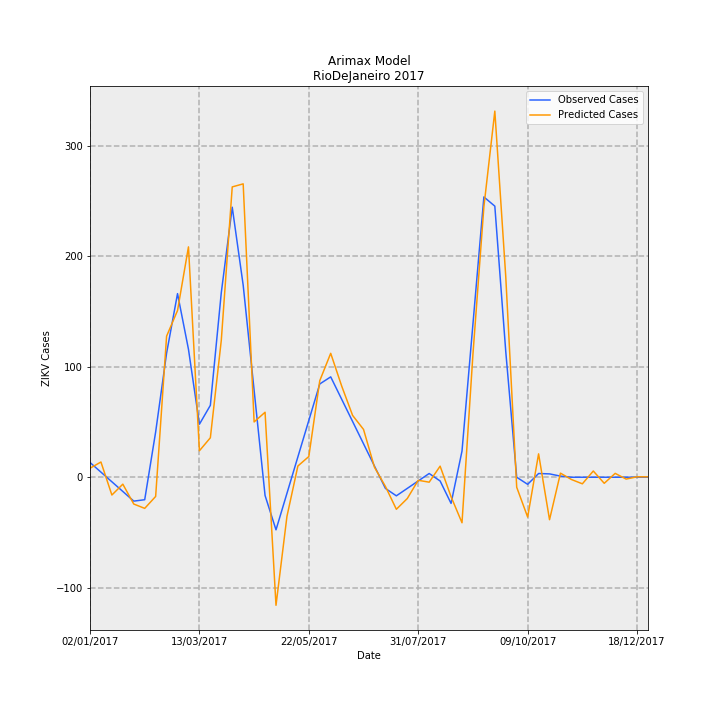 Arimax Model
RioDeJaneiro 2017
Observed Cases
Predicted Cases
300
200
100
0
−100
ZIKV Cases
02/01/2017 13/03/2017 22/05/2017 31/07/2017 09/10/2017 18/12/2017
Date